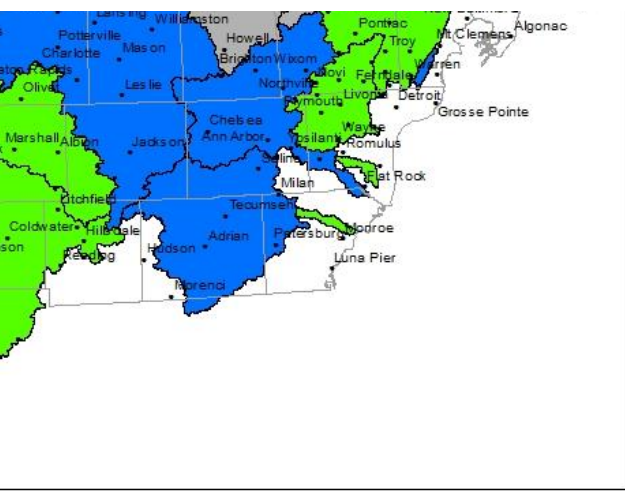 Lansing
Williamston
Pontiac
Algonac
Potterville
Howell
Troy
Mt Clemens
Charlotte
Mason
Brighton
Wixom
Warren
Rapids
Novi
Ferndale
Olivet
Leslie
Northville
Livonia
Detroit
Plymouth
Grosse Pointe
Chelsea
Marshall
Albion
Jackson
Ann Arbor
Ypsilanti
Wayne
Romulus
Saline
Milan
Flat Rock
Litchfield
Tecumseh
Coldwater
Hillsdale
Hudson
Adrian
Petersburg
Monroe
son
Reading
Luna Pier
Morenci